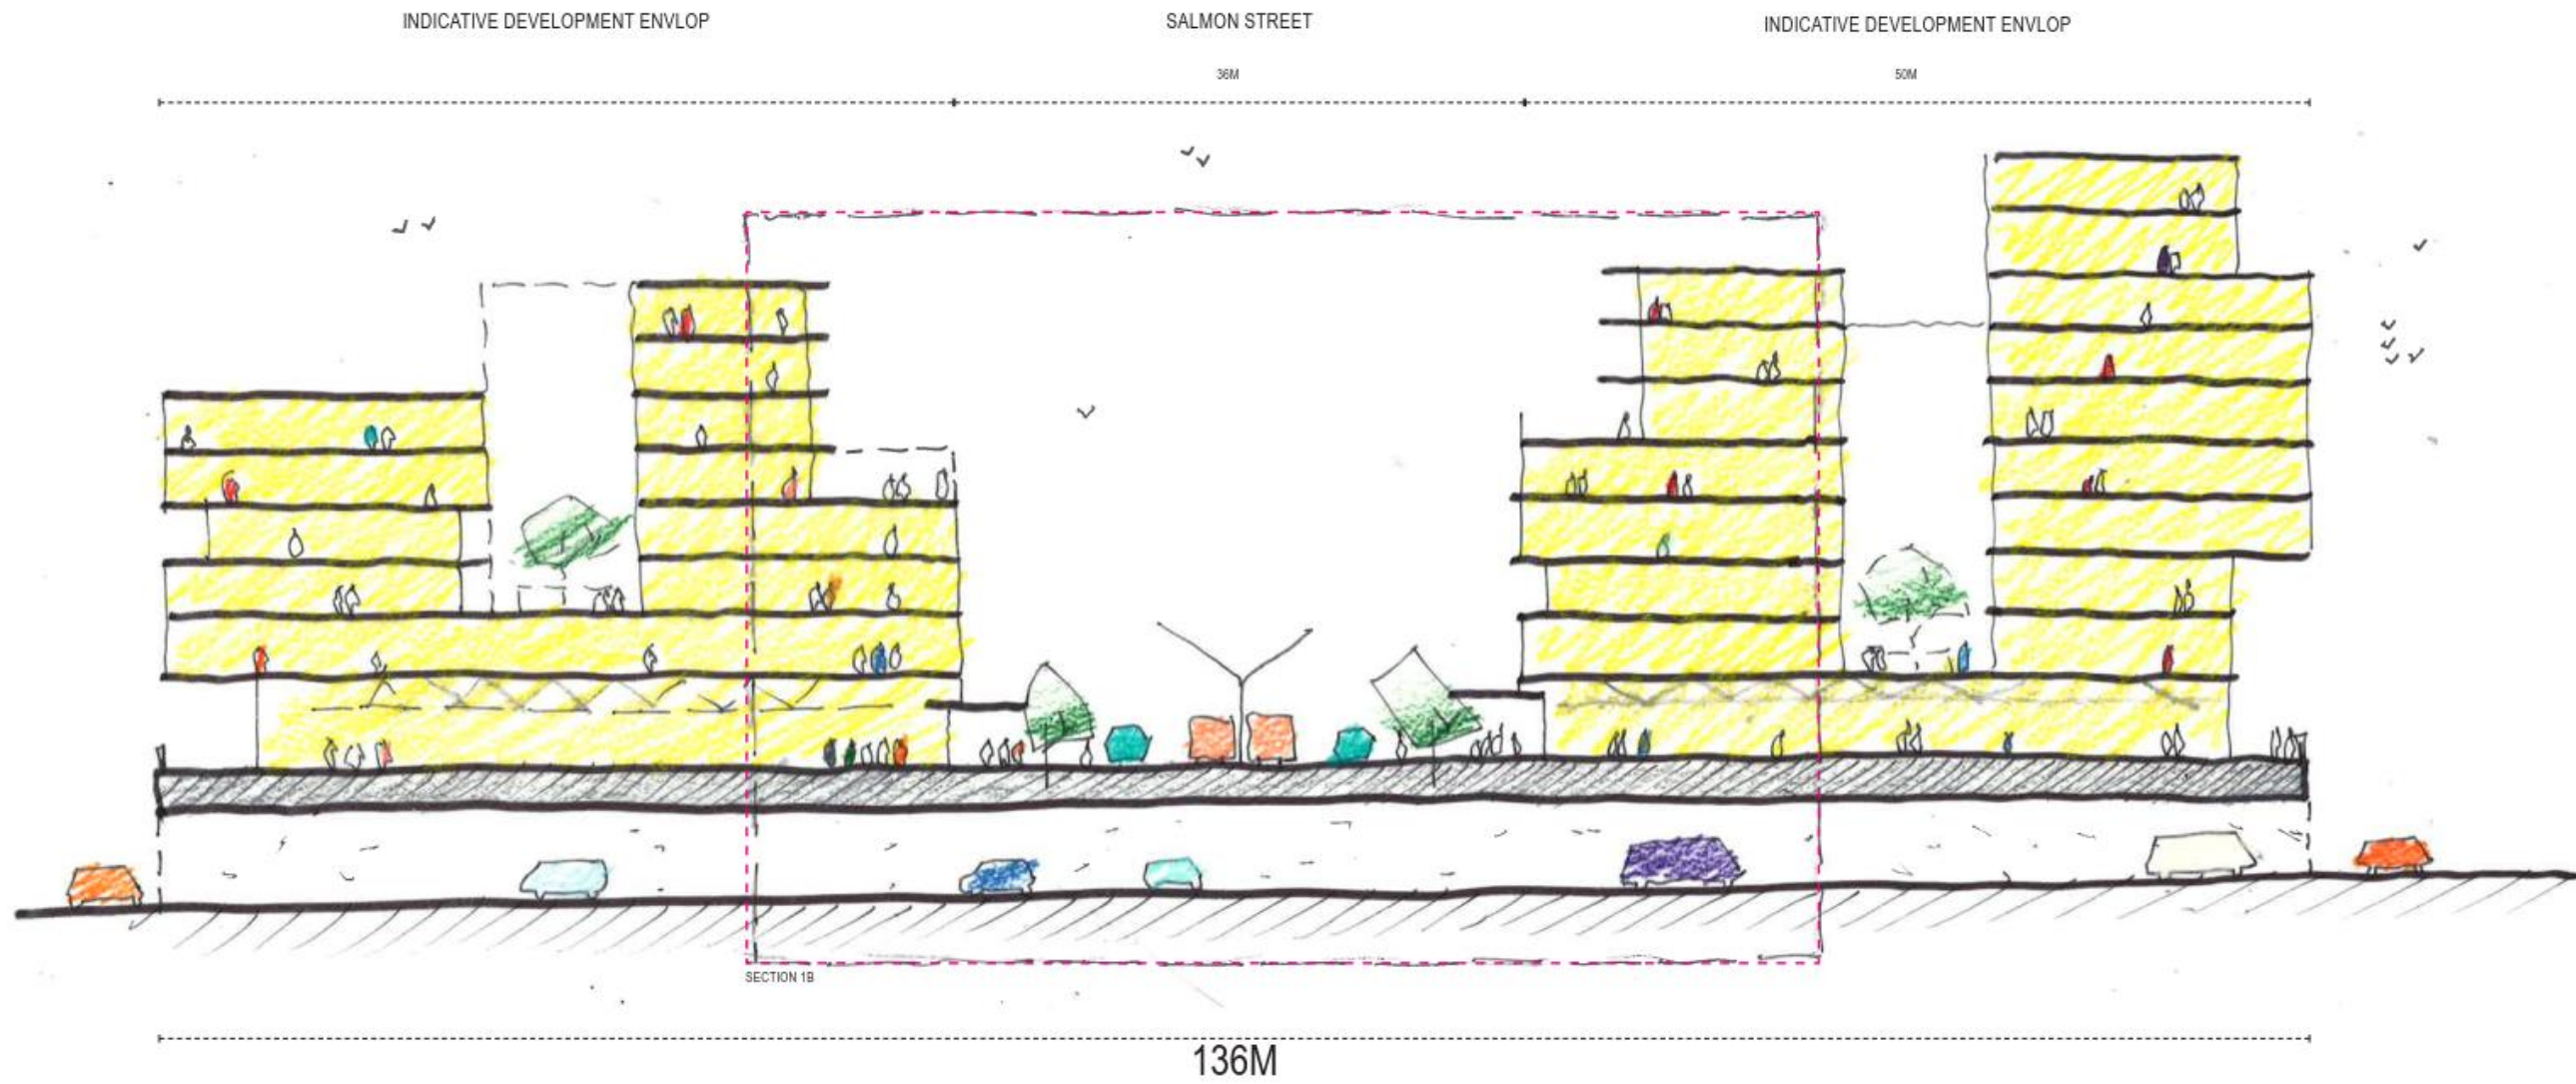 INDICATIVE DEVELOPMENT ENVLOP
SALMON STREET
INDICATIVE DEVELOPMENT ENVLOP
36M
50M
SECTION 1B
136M